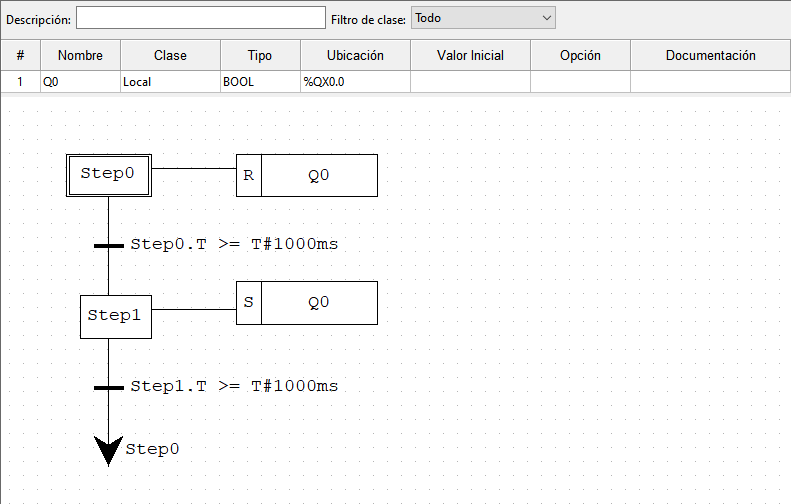 Descripción: Filtro de clase: Todo
# Nombre Clase Tipo Ubicación Valor Inicial Opción Documentación
1 Q0 Local BOOL %QX0.0
Step0 R Q0
Step0.T >= T#1000ms
Step1 S Q0
Step1.T >= T#1000ms
Step0